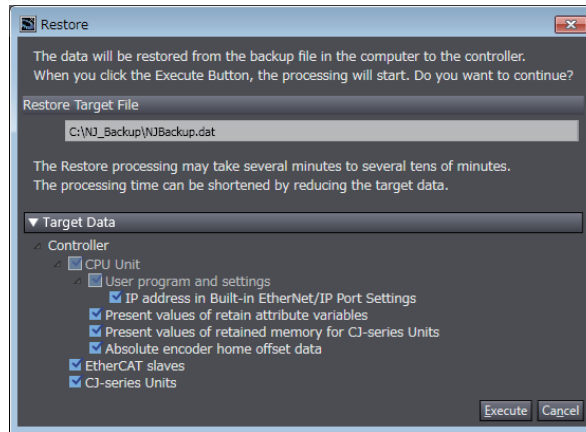 Restore
The data will be restored from the backup file in the computer to the controller.
When you click the Execute Button, the processing will start. Do you want to continue?
Restore Target File
C:\NJ_Backup\NJBackup.dat
The Restore processing may take several minutes to several tens of minutes.
The processing time can be shortened by reducing the target data.
▼ Target Data
Controller
CPU Unit
User program and settings
IP address in Built-in EtherNet/IP Port Settings
Present values of retain attribute variables
Present values of retained memory for CJ-series Units
Absolute encoder home offset data
EtherCAT slaves
CJ-series Units
Execute Cancel